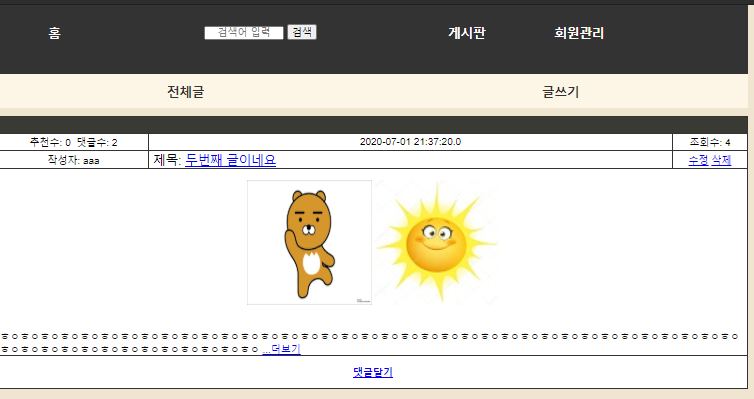 홈 검색어 입력 검색 게시판 회원관리
전체글 글쓰기
추천수: 0 댓글수: 2 2020-07-01 21:37:20.0 조회수: 4
작성자: aaa 제목: 두번째 글이네요 수정 삭제
ㅎㅇㅎㅇㅎㅇㅎㅇㅎㅇㅎㅇㅎㅇㅎㅇㅎㅇㅎㅇㅎㅇㅎㅇㅎㅇㅎㅇㅎㅇㅎㅇㅎㅇㅎㅇㅎㅇㅎㅇㅎㅇㅎㅇㅎㅇㅎㅇㅎㅇㅎㅇㅎㅇㅎㅇㅎㅇㅎㅇㅎㅇㅎㅇㅎㅇㅎㅇㅎㅇㅎㅇㅎㅇ
ㅎㅇㅎㅇㅎㅇㅎㅇㅎㅇㅎㅇㅎㅇㅎㅇㅎㅇㅎㅇㅎㅇㅎㅇㅎㅇ ...더보기
댓글달기